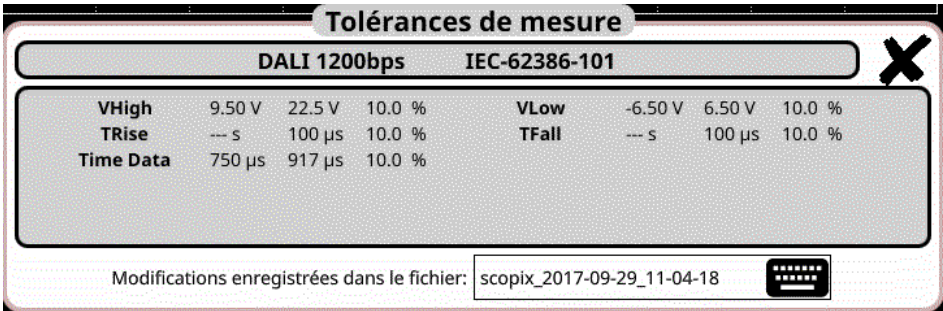 Tolérances de mesure
DALI 1200bps IEC-62386-101
VHigh 9.50 V 22.5 V 10.0 % VLow -6.50 V 6.50 V 10.0 %
TRise --- s 100 µs 10.0 % TFall --- s 100 µs 10.0 %
Time Data 750 µs 917 µs 10.0 %
Modifications enregistrées dans le fichier: scopix_2017-09-29_11-04-18